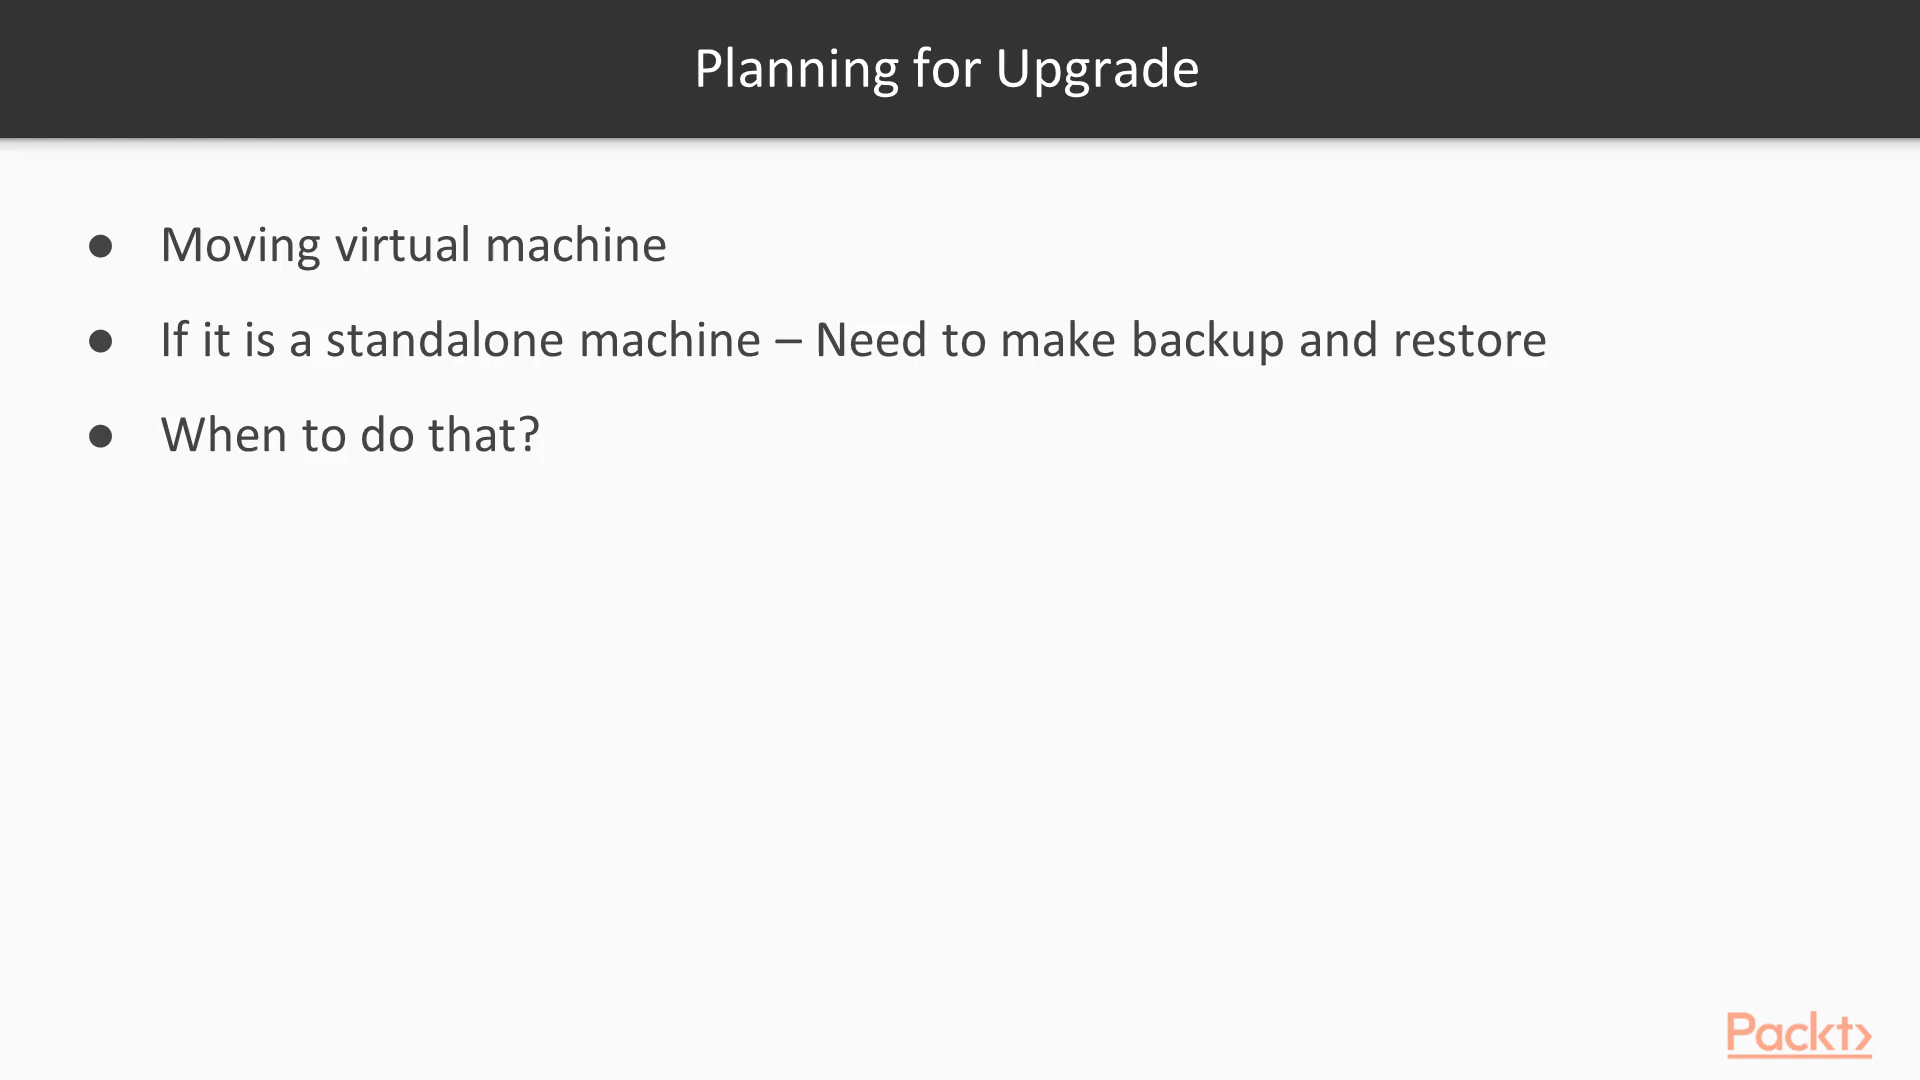 Planning for Upgrade
● Moving virtual machine
● If it is a standalone machine – Need to make backup and restore
● When to do that?
Packt>